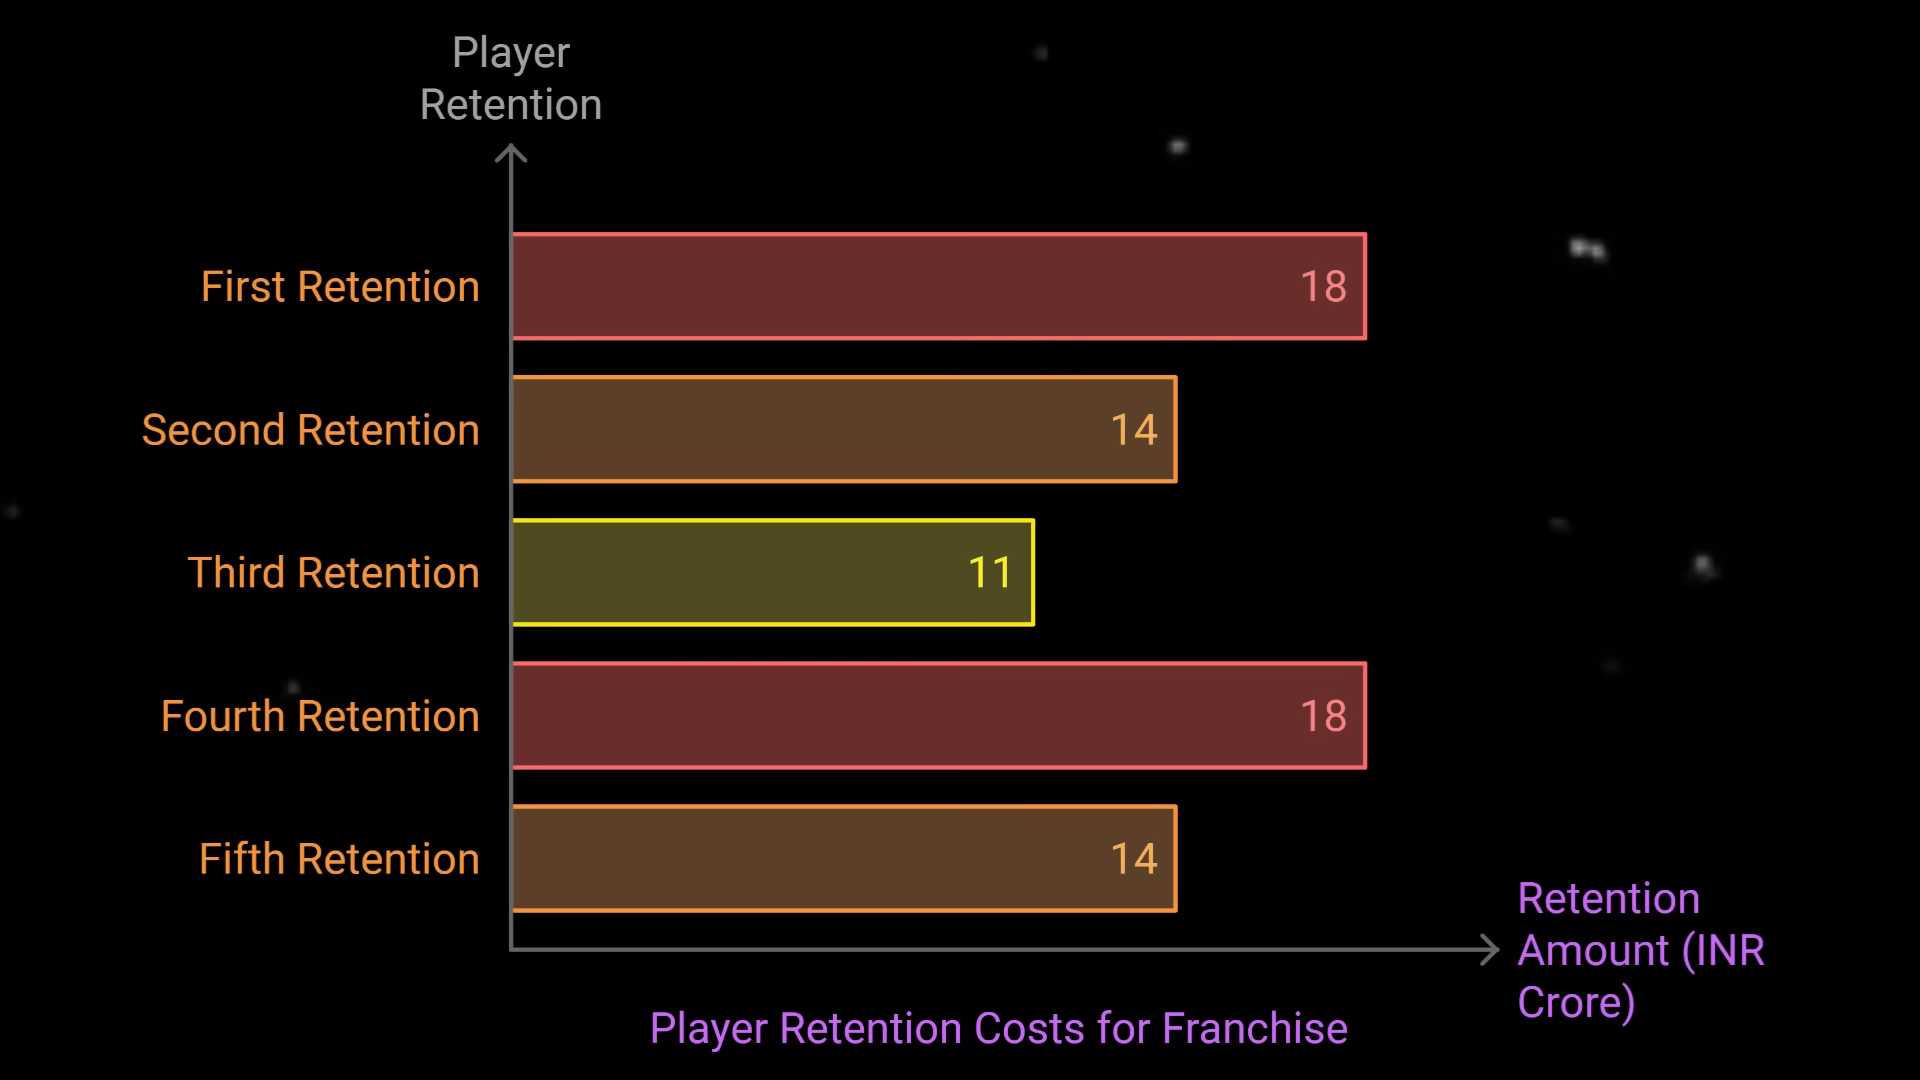 Player
Retention
First Retention
18
Second Retention
14
Third Retention
11
Fourth Retention
18
Fifth Retention
14
Retention
Amount (INR
Crore)
Player Retention Costs for Franchise